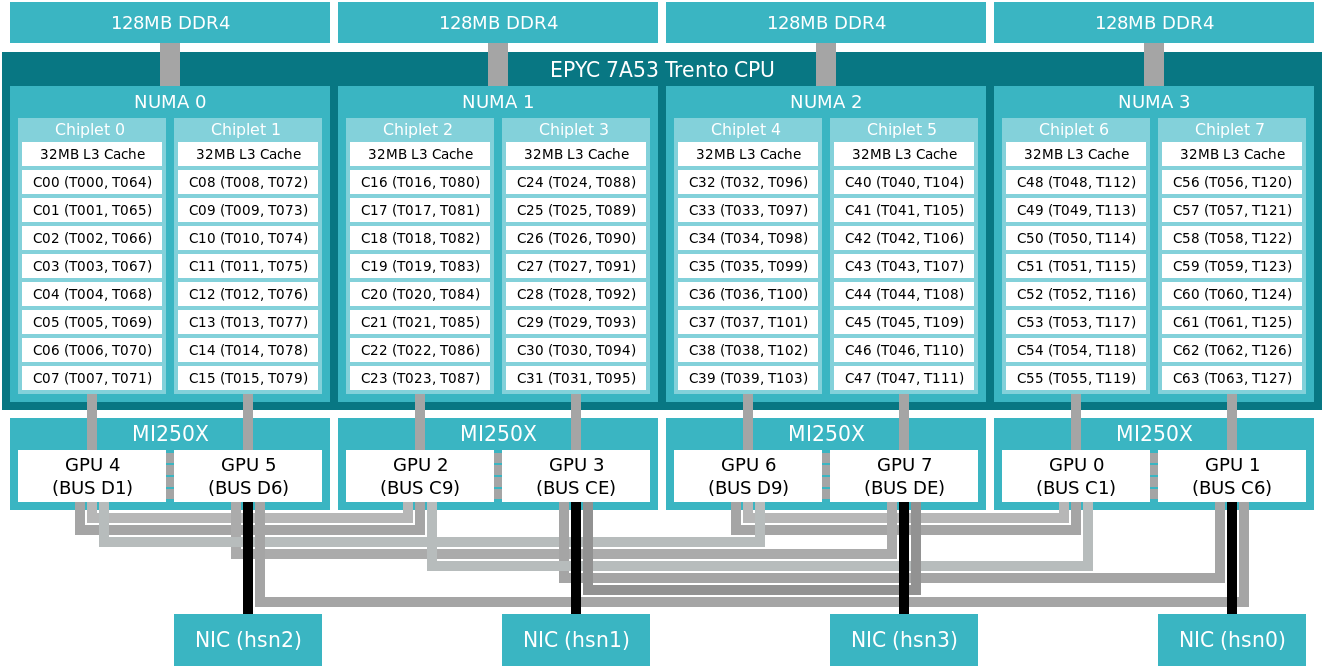 128MB DDR4 128MB DDR4 128MB DDR4 128MB DDR4
EPYC 7A53 Trento CPU
NUMA 0 NUMA 1 NUMA 2 NUMA 3
Chiplet 0 Chiplet 1 Chiplet 2 Chiplet 3 Chiplet 4 Chiplet 5 Chiplet 6 Chiplet 7
32MB L3 Cache 32MB L3 Cache 32MB L3 Cache 32MB L3 Cache 32MB L3 Cache 32MB L3 Cache 32MB L3 Cache 32MB L3 Cache
C00 (T000, T064) C08 (T008, T072) C16 (T016, T080) C24 (T024, T088) C32 (T032, T096) C40 (T040, T104) C48 (T048, T112) C56 (T056, T120)
C01 (T001, T065) C09 (T009, T073) C17 (T017, T081) C25 (T025, T089) C33 (T033, T097) C41 (T041, T105) C49 (T049, T113) C57 (T057, T121)
C02 (T002, T066) C10 (T010, T074) C18 (T018, T082) C26 (T026, T090) C34 (T034, T098) C42 (T042, T106) C50 (T050, T114) C58 (T058, T122)
C03 (T003, T067) C11 (T011, T075) C19 (T019, T083) C27 (T027, T091) C35 (T035, T099) C43 (T043, T107) C51 (T051, T115) C59 (T059, T123)
C04 (T004, T068) C12 (T012, T076) C20 (T020, T084) C28 (T028, T092) C36 (T036, T100) C44 (T044, T108) C52 (T052, T116) C60 (T060, T124)
C05 (T005, T069) C13 (T013, T077) C21 (T021, T085) C29 (T029, T093) C37 (T037, T101) C45 (T045, T109) C53 (T053, T117) C61 (T061, T125)
C06 (T006, T070) C14 (T014, T078) C22 (T022, T086) C30 (T030, T094) C38 (T038, T102) C46 (T046, T110) C54 (T054, T118) C62 (T062, T126)
C07 (T007, T071) C15 (T015, T079) C23 (T023, T087) C31 (T031, T095) C39 (T039, T103) C47 (T047, T111) C55 (T055, T119) C63 (T063, T127)
MI250X MI250X MI250X MI250X
GPU 4 GPU 5 GPU 2 GPU 3 GPU 6 GPU 7 GPU 0 GPU 1
(BUS D1) (BUS D6) (BUS C9) (BUS CE) (BUS D9) (BUS DE) (BUS C1) (BUS C6)
NIC (hsn2) NIC (hsn1) NIC (hsn3) NIC (hsn0)